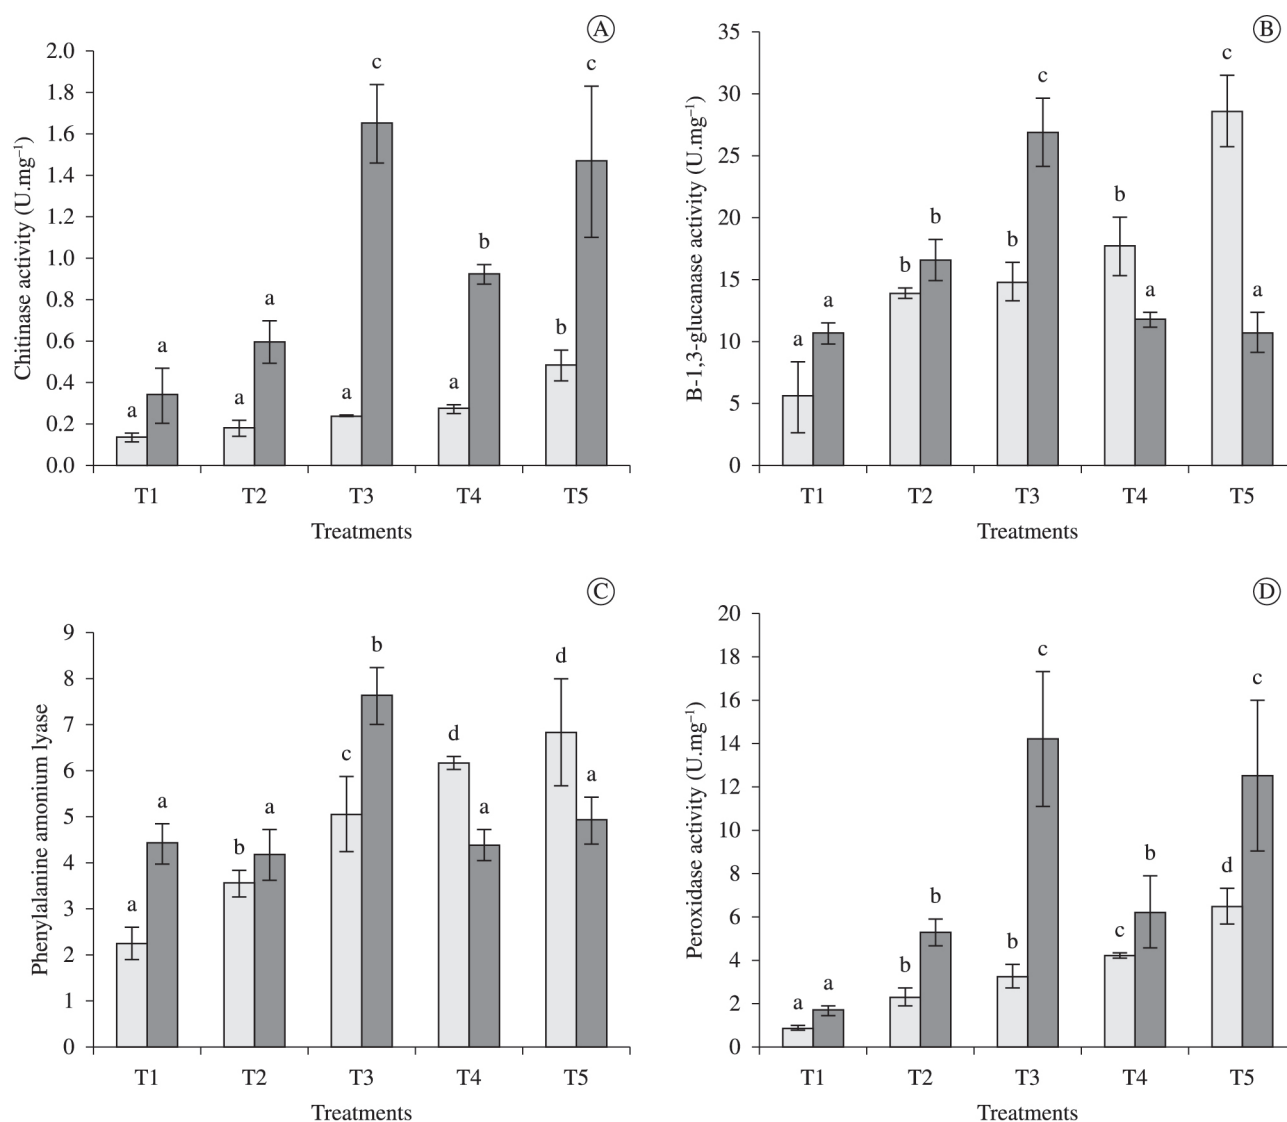 A
Chitinase activity (U.mg⁻¹)
2.0
1.8
1.6
1.4
1.2
1.0
0.8
0.6
0.4
0.2
0.0
a a a a a c a b b c
T1 T2 T3 T4 T5
Treatments
B
B-1,3-glucanase activity (U.mg⁻¹)
35
30
25
20
15
10
5
0
a a b b b c b a c a
T1 T2 T3 T4 T5
Treatments
C
Phenylalanine amonium lyase
9
8
7
6
5
4
3
2
1
0
a a b a c b d a d a
T1 T2 T3 T4 T5
Treatments
D
Peroxidase activity (U.mg⁻¹)
20
18
16
14
12
10
8
6
4
2
0
a a b b b c c b d c
T1 T2 T3 T4 T5
Treatments